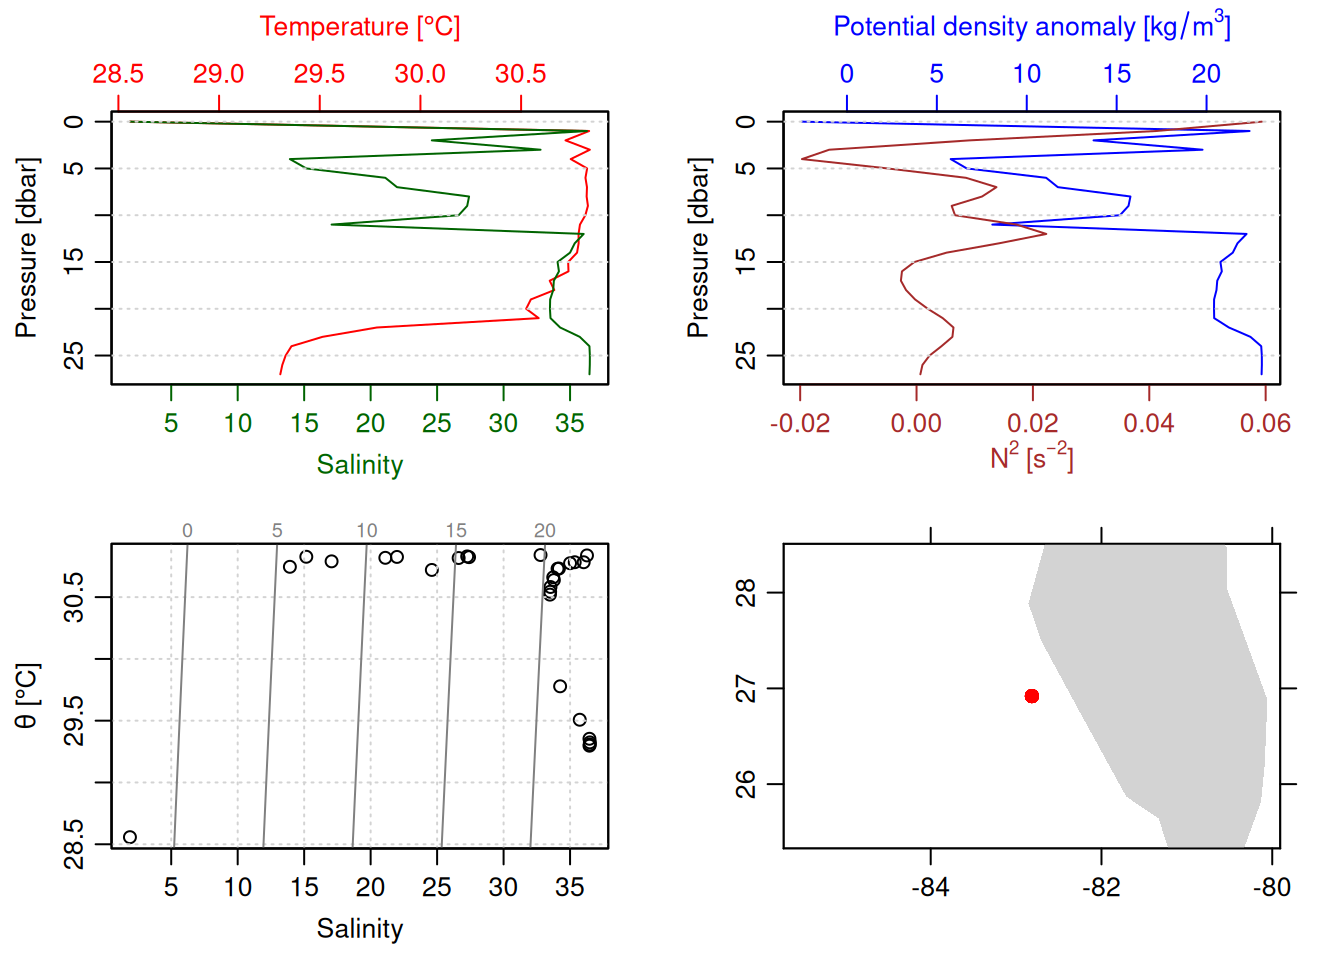 Temperature [°C]
28.5 29.0 29.5 30.0 30.5
0
5
15
25
Pressure [dbar]
5 10 15 20 25 30 35
Salinity
Potential density anomaly [kg/m³]
0 5 10 15 20
0
5
15
25
Pressure [dbar]
-0.02 0.00 0.02 0.04 0.06
N² [s⁻²]
0 5 10 15 20
30.5
29.5
28.5
θ [°C]
5 10 15 20 25 30 35
Salinity
28
27
26
-84 -82 -80